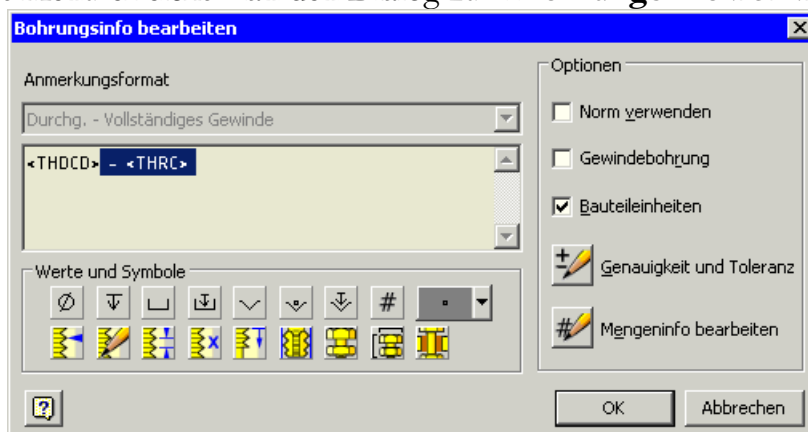 Bohrungsinfo bearbeiten
Anmerkungsformat
Durchg. - Vollständiges Gewinde
<THDCD> - <THRC>
Werte und Symbole
#
Optionen
Norm verwenden
Gewindebohrung
Bauteileinheiten
Genauigkeit und Toleranz
Mengeninfo bearbeiten
OK
Abbrechen